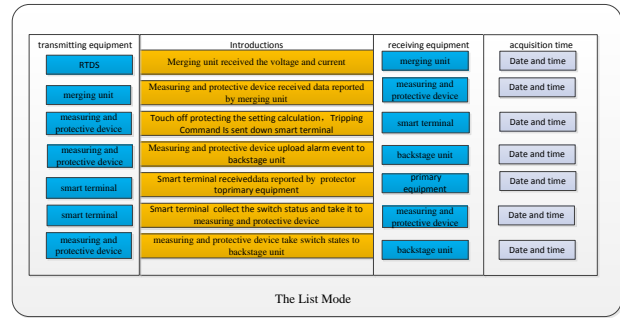 transmitting equipment Introductions receiving equipment acquisition time
RTDS Merging unit received the voltage and current merging unit Date and time
merging unit Measuring and protective device received data reported
by merging unit measuring and
protective device Date and time
measuring and
protective device Touch off protecting the setting calculation，Tripping
Command Is sent down smart terminal smart terminal Date and time
measuring and
protective device Measuring and protective device upload alarm event to
backstage unit backstage unit Date and time
smart terminal Smart terminal receiveddata reported by protector
toprimary equipment primary
equipment Date and time
smart terminal Smart terminal collect the switch status and take it to
measuring and protective device measuring and
protective device Date and time
measuring and
protective device measuring and protective device take switch states to
backstage unit backstage unit Date and time
The List Mode